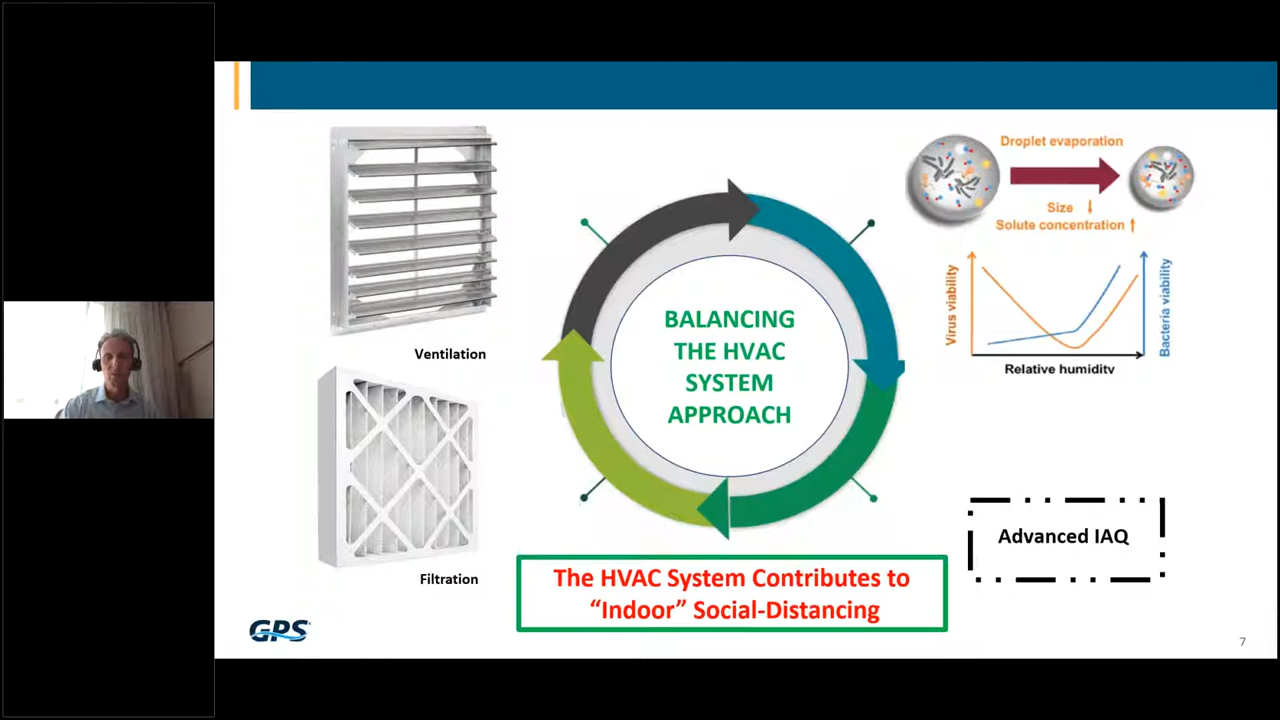 Ventilation
Filtration
BALANCING
THE HVAC
SYSTEM
APPROACH
Droplet evaporation
Size ↓
Solute concentration ↑
Virus viability
Bacteria viability
Relative humidity
Advanced IAQ
The HVAC System Contributes to
“Indoor” Social-Distancing
GPS
7